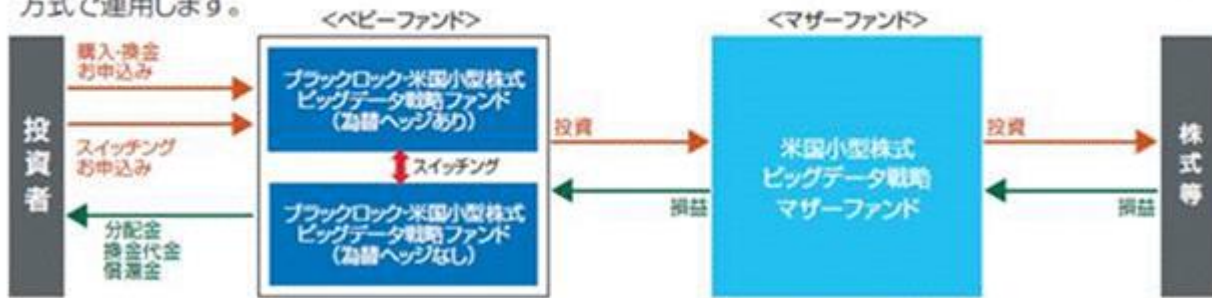 方式で運用します。
<ベビーファンド>
<マザーファンド>
投資者
購入・換金
お申込み
スイッチング
お申込み
分配金
換金代金
償還金
ブラックロック・米国小型株式
ビッグデータ戦略ファンド
(為替ヘッジあり)
スイッチング
ブラックロック・米国小型株式
ビッグデータ戦略ファンド
(為替ヘッジなし)
投資
損益
米国小型株式
ビッグデータ戦略
マザーファンド
投資
損益
株式等